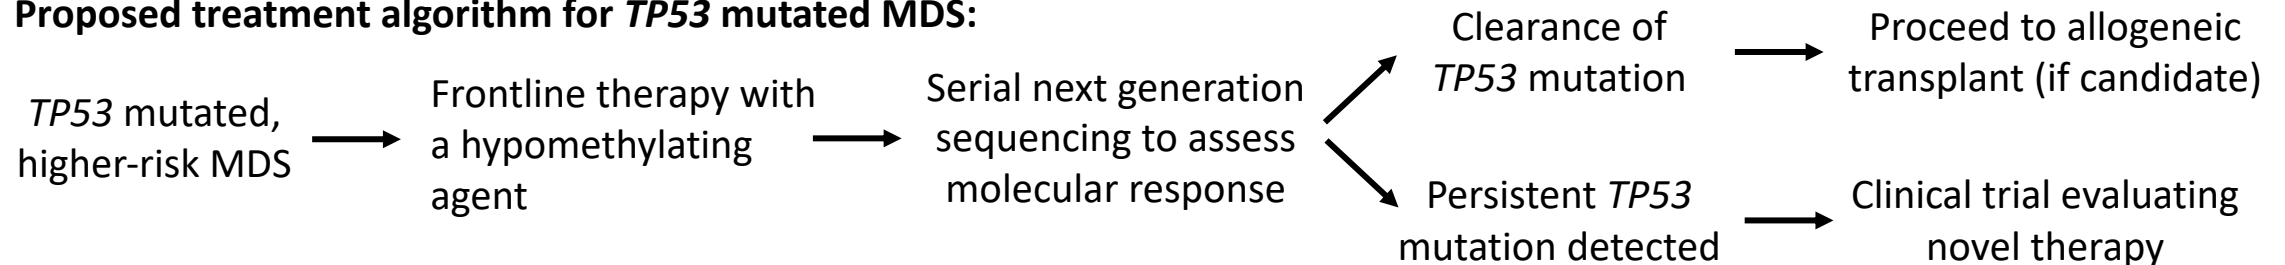 Proposed treatment algorithm for TP53 mutated MDS:
TP53 mutated,
higher-risk MDS
Frontline therapy with
a hypomethylating
agent
Serial next generation
sequencing to assess
molecular response
Clearance of
TP53 mutation
Proceed to allogeneic
transplant (if candidate)
Persistent TP53
mutation detected
Clinical trial evaluating
novel therapy